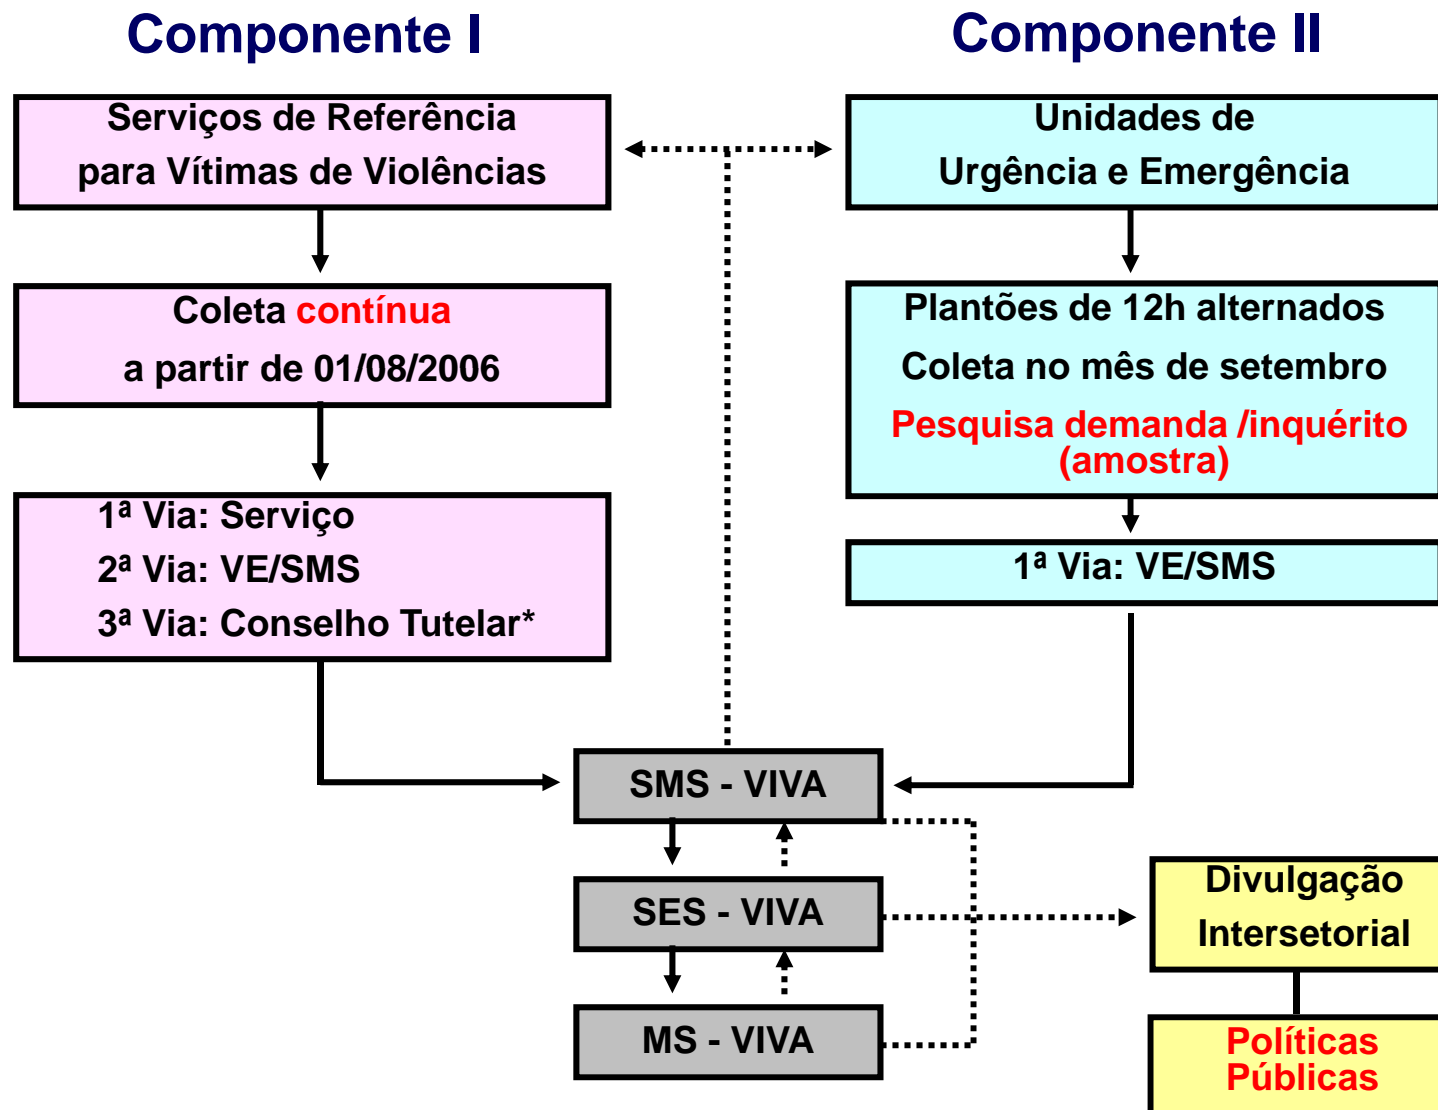 Componente I
Componente II
Serviços de Referência
para Vítimas de Violências
Unidades de
Urgência e Emergência
Coleta contínua
a partir de 01/08/2006
Plantões de 12h alternados
Coleta no mês de setembro
Pesquisa demanda /inquérito
(amostra)
1ª Via: Serviço
2ª Via: VE/SMS
3ª Via: Conselho Tutelar*
1ª Via: VE/SMS
SMS - VIVA
SES - VIVA
MS - VIVA
Divulgação
Intersetorial
Políticas
Públicas